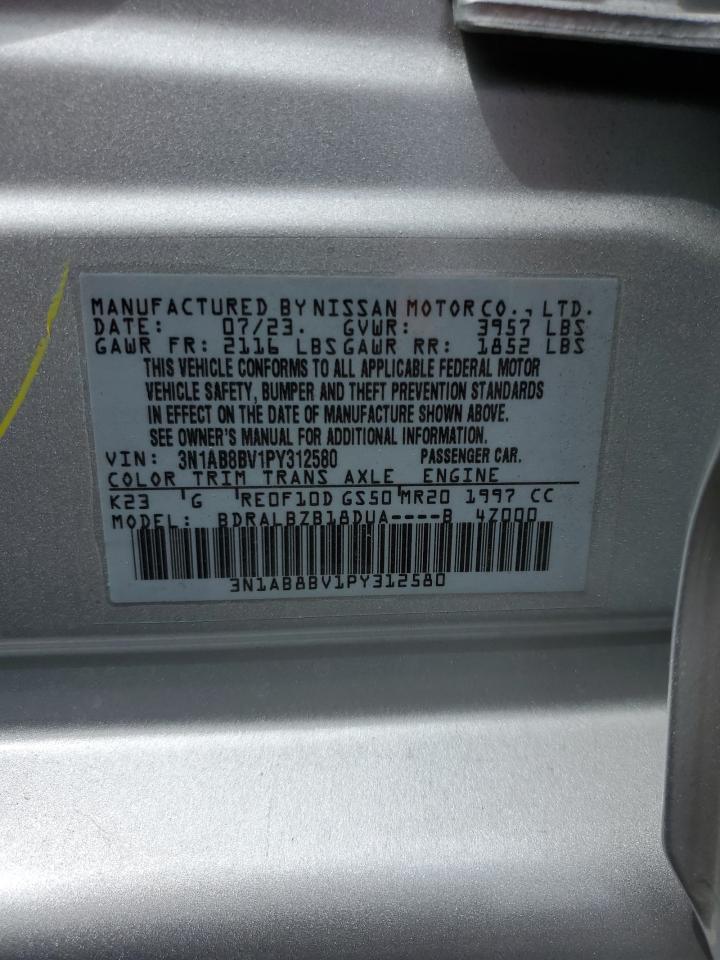 MANUFACTURED BY NISSAN MOTOR CO., LTD.
DATE: 07/23. GVWR: 3957 LBS
GAWR FR: 2116 LBS GAWR RR: 1852 LBS
THIS VEHICLE CONFORMS TO ALL APPLICABLE FEDERAL MOTOR
VEHICLE SAFETY, BUMPER AND THEFT PREVENTION STANDARDS
IN EFFECT ON THE DATE OF MANUFACTURE SHOWN ABOVE.
SEE OWNER'S MANUAL FOR ADDITIONAL INFORMATION.
VIN: 3N1AB8BV1PY312580 PASSENGER CAR.
COLOR TRIM TRANS AXLE ENGINE
K23 'G 'RE0F10D GS50'MR20 1997 CC
MODEL: BDRALBZB18DUA----B 4Z000
3N1AB8BV1PY312580